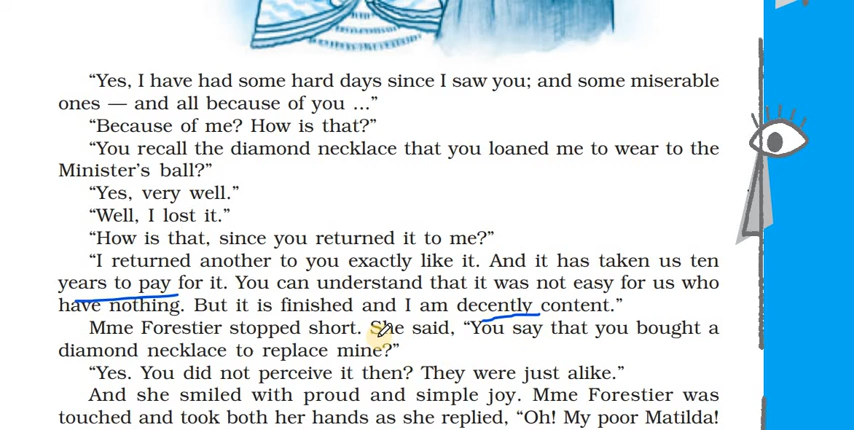 “Yes, I have had some hard days since I saw you; and some miserable
ones — and all because of you ...”
“Because of me? How is that?”
“You recall the diamond necklace that you loaned me to wear to the
Minister’s ball?”
“Yes, very well.”
“Well, I lost it.”
“How is that, since you returned it to me?”
“I returned another to you exactly like it. And it has taken us ten
years to pay for it. You can understand that it was not easy for us who
have nothing. But it is finished and I am decently content.”
Mme Forestier stopped short. She said, “You say that you bought a
diamond necklace to replace mine?”
“Yes. You did not perceive it then? They were just alike.”
And she smiled with proud and simple joy. Mme Forestier was
touched and took both her hands as she replied, “Oh! My poor Matilda!